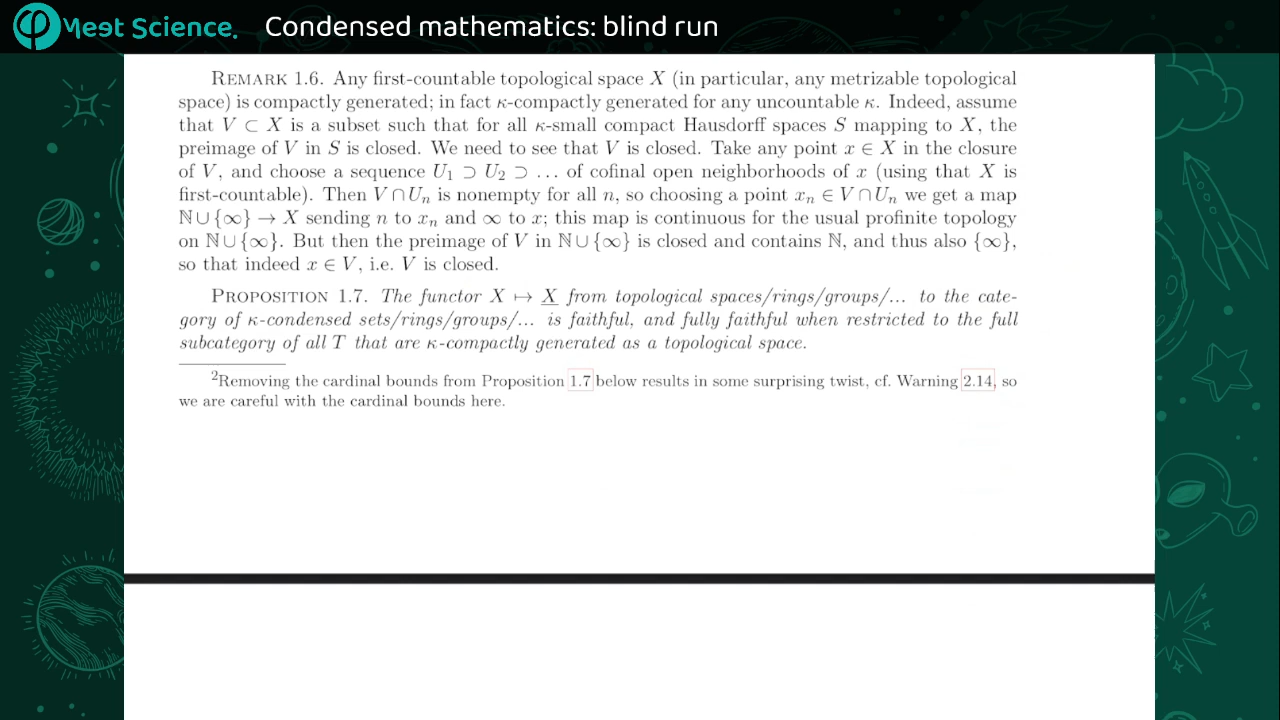 Meet Science.
Condensed mathematics: blind run
REMARK 1.6. Any first-countable topological space X (in particular, any metrizable topological
space) is compactly generated; in fact κ-compactly generated for any uncountable κ. Indeed, assume
that V ⊂ X is a subset such that for all κ-small compact Hausdorff spaces S mapping to X, the
preimage of V in S is closed. We need to see that V is closed. Take any point x ∈ X in the closure
of V, and choose a sequence U₁ ⊃ U₂ ⊃ … of cofinal open neighborhoods of x (using that X is
first-countable). Then V ∩ Uₙ is nonempty for all n, so choosing a point xₙ ∈ V ∩ Uₙ we get a map
ℕ ∪ {∞} → X sending n to xₙ and ∞ to x; this map is continuous for the usual profinite topology
on ℕ ∪ {∞}. But then the preimage of V in ℕ ∪ {∞} is closed and contains ℕ, and thus also {∞},
so that indeed x ∈ V, i.e. V is closed.
PROPOSITION 1.7. The functor X ↦ X̲ from topological spaces/rings/groups/… to the cate-
gory of κ-condensed sets/rings/groups/… is faithful, and fully faithful when restricted to the full
subcategory of all T that are κ-compactly generated as a topological space.
²Removing the cardinal bounds from Proposition 1.7 below results in some surprising twist, cf. Warning 2.14, so
we are careful with the cardinal bounds here.